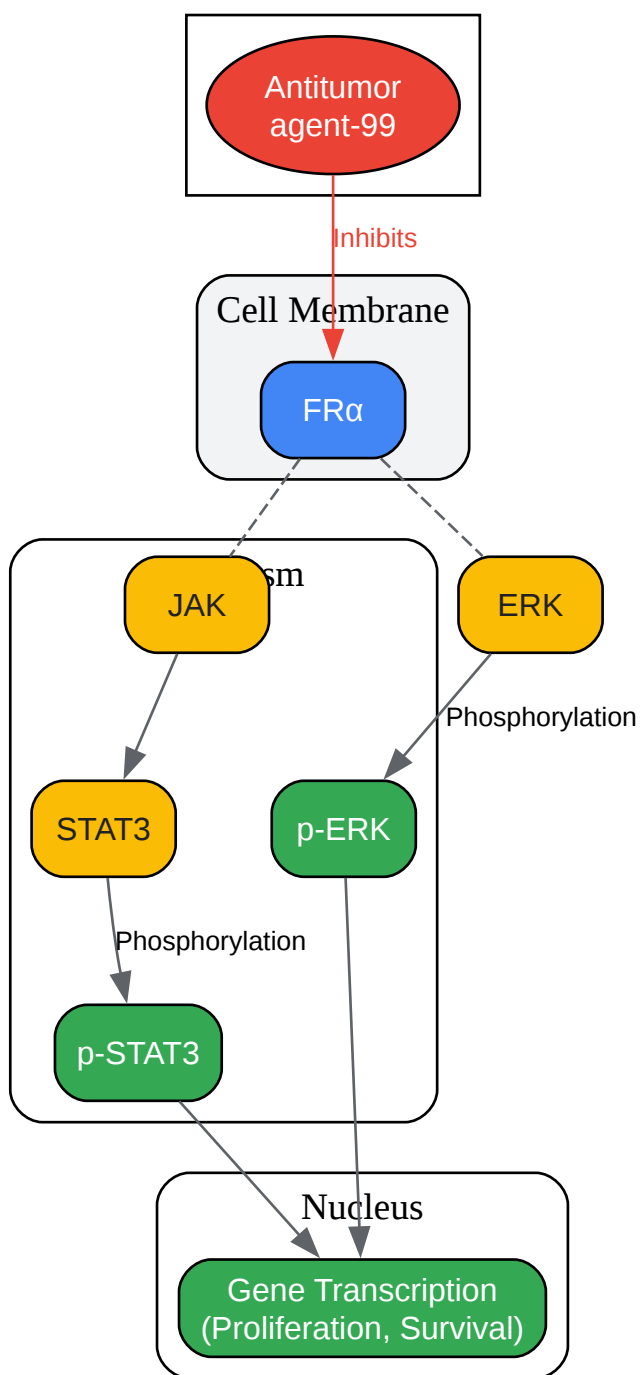 Antitumor
agent-99
Inhibits
Cell Membrane
FRα
JAK
ERK
Phosphorylation
STAT3
p-ERK
Phosphorylation
p-STAT3
Nucleus
Gene Transcription
(Proliferation, Survival)